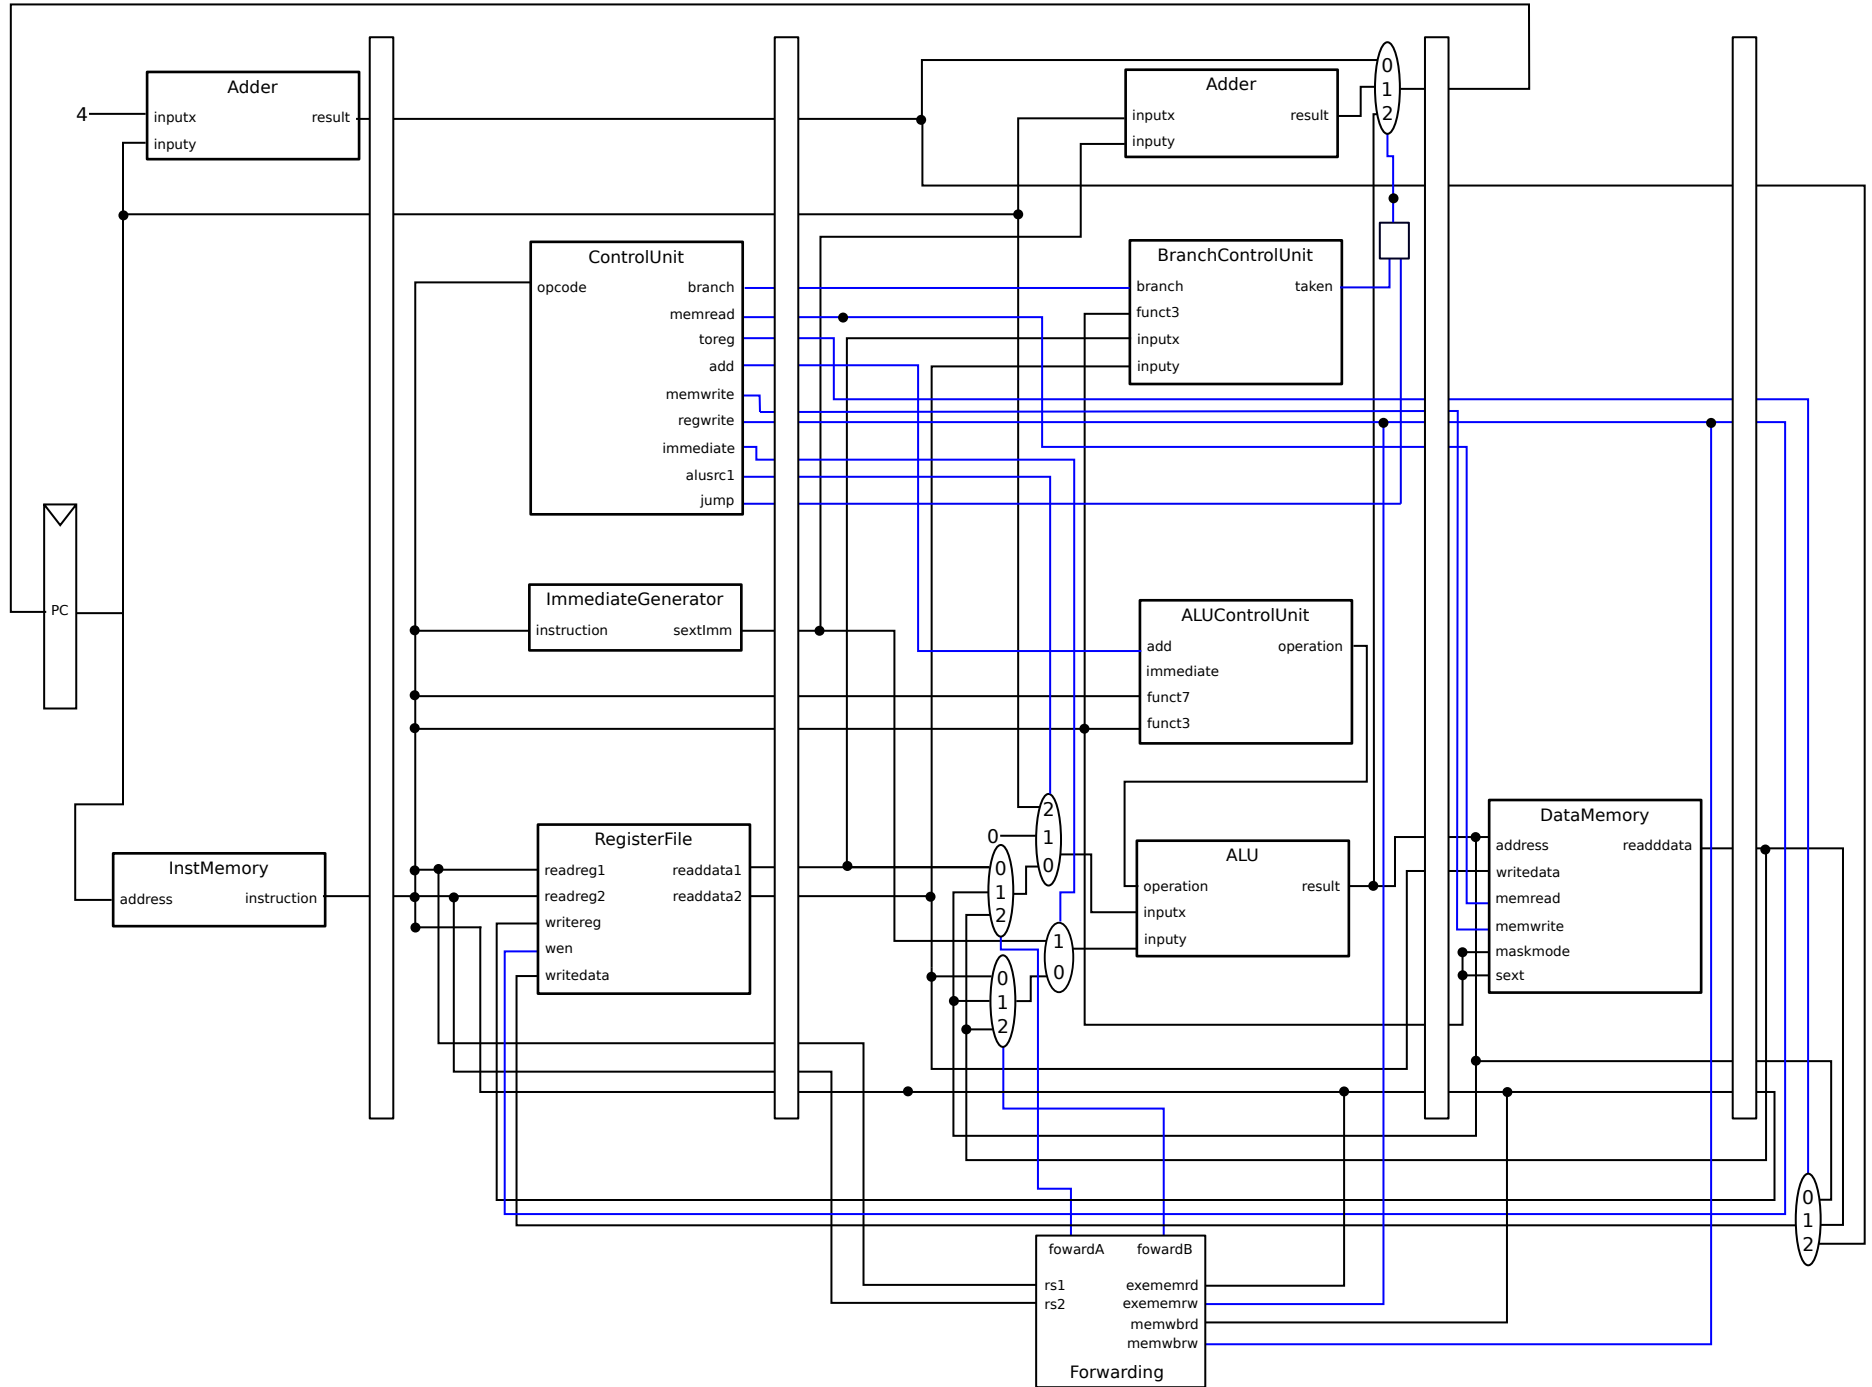 Adder
4
inputx result
inputy
Adder
inputx result
inputy
0
1
2
ControlUnit
opcode branch
memread
toreg
add
memwrite
regwrite
immediate
alusrc1
jump
BranchControlUnit
branch taken
funct3
inputx
inputy
PC
ImmediateGenerator
instruction sextImm
ALUControlUnit
add operation
immediate
funct7
funct3
InstMemory
address instruction
RegisterFile
readreg1 readdata1
readreg2 readdata2
writereg
wen
writedata
0
2
1
0
0
1
2
1
0
0
1
2
ALU
operation result
inputx
inputy
DataMemory
address readddata
writedata
memread
memwrite
maskmode
sext
0
1
2
fowardA fowardB
rs1 exememrd
rs2 exememrw
memwbrd
memwbrw
Forwarding